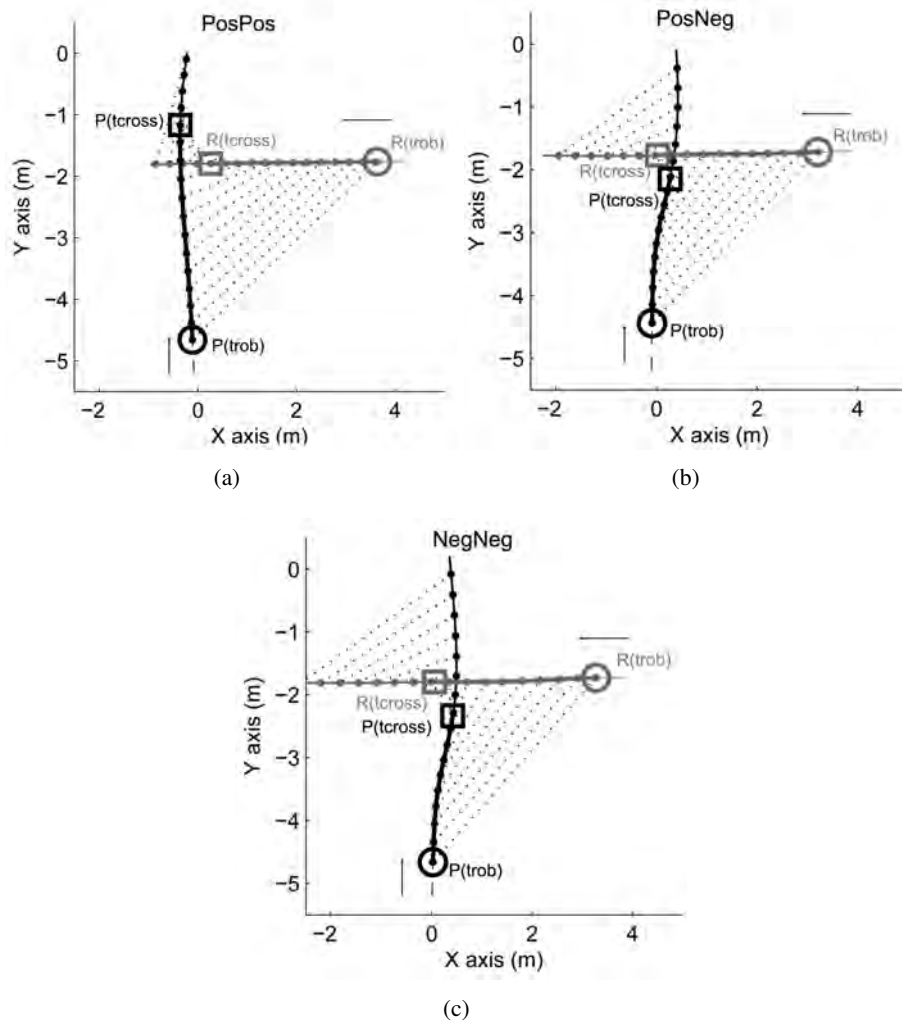 PosPos
0
−1
−2
−3
−4
−5
Y axis (m)
P(tcross)
R(tcross)
R(trob)
P(trob)
−2
0
2
4
X axis (m)
(a)
PosNeg
0
−1
−2
−3
−4
−5
Y axis (m)
R(tcross)
R(trob)
P(tcross)
P(trob)
−2
0
2
4
X axis (m)
(b)
NegNeg
0
−1
−2
−3
−4
−5
Y axis (m)
R(trob)
R(tcross)
P(tcross)
P(trob)
−2
0
2
4
X axis (m)
(c)